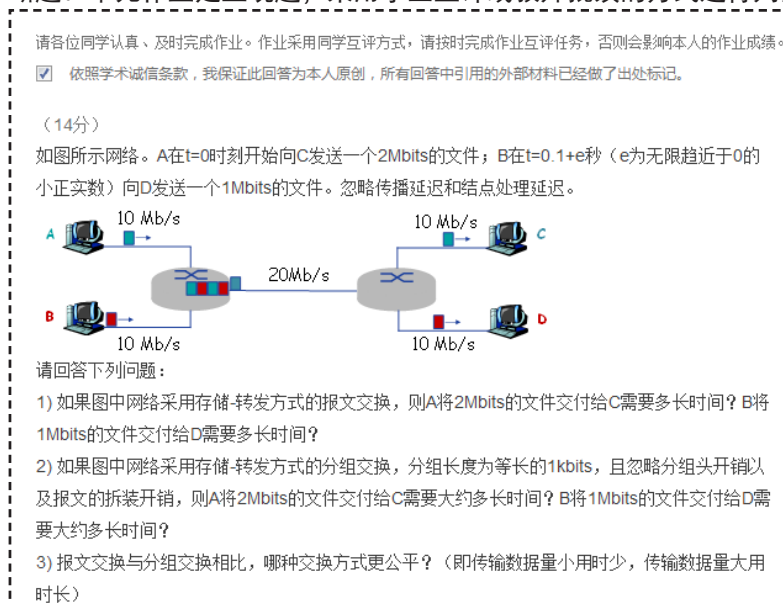 请各位同学认真、及时完成作业。作业采用同学互评方式，请按时完成作业互评任务，否则会影响本人的作业成绩。
依照学术诚信条款，我保证此回答为本人原创，所有回答中引用的外部材料已经做了出处标记。
（14分）
如图所示网络。A在t=0时刻开始向C发送一个2Mbits的文件；B在t=0.1+e秒（e为无限趋近于0的
小正实数）向D发送一个1Mbits的文件。忽略传播延迟和结点处理延迟。
10 Mb/s
10 Mb/s
A
C
20Mb/s
B
D
10 Mb/s
10 Mb/s
请回答下列问题：
1) 如果图中网络采用存储-转发方式的报文交换，则A将2Mbits的文件交付给C需要多长时间？B将
1Mbits的文件交付给D需要多长时间？
2) 如果图中网络采用存储-转发方式的分组交换，分组长度为等长的1kbits，且忽略分组头开销以
及报文的拆装开销，则A将2Mbits的文件交付给C需要大约多长时间？B将1Mbits的文件交付给D需
要大约多长时间？
3) 报文交换与分组交换相比，哪种交换方式更公平？（即传输数据量小用时少，传输数据量大用
时长）